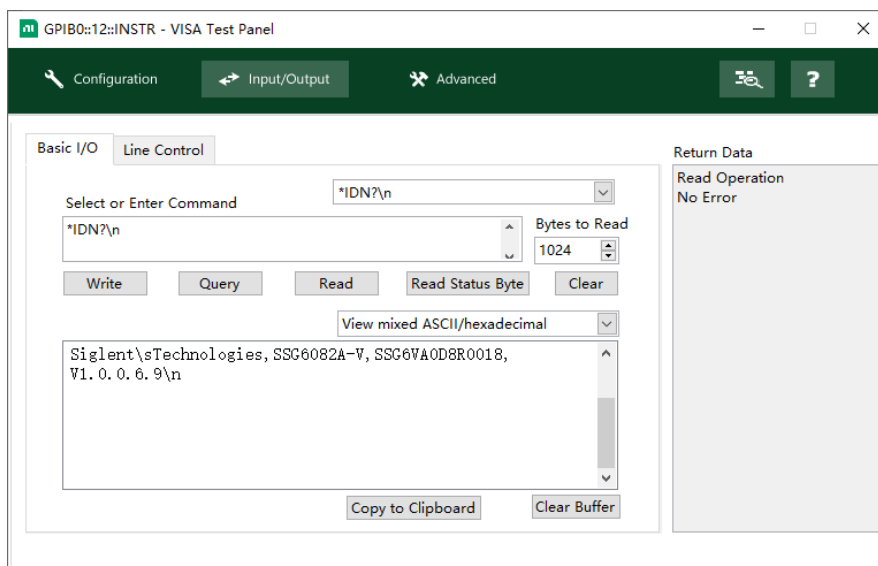 GPIB0::12::INSTR - VISA Test Panel
Configuration
Input/Output
Advanced
?
Basic I/O
Line Control
Return Data
Select or Enter Command
*IDN?\n
*IDN?\n
Bytes to Read
1024
Write
Query
Read
Read Status Byte
Clear
View mixed ASCII/hexadecimal
Siglent\sTechnologies,SSG6082A-V,SSG6VA0D8R0018,
V1.0.0.6.9\n
Copy to Clipboard
Clear Buffer
Read Operation
No Error